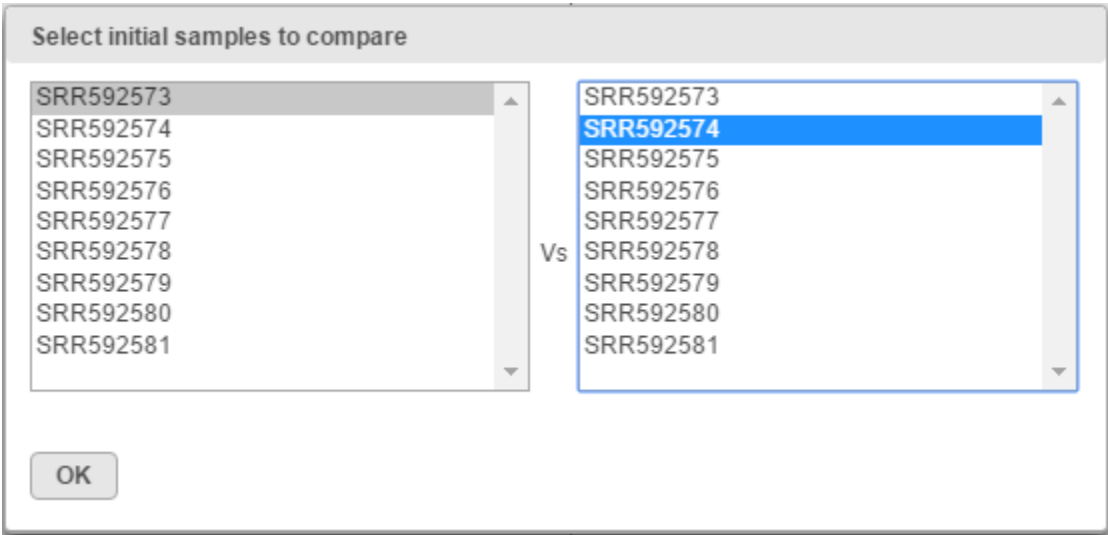 Select initial samples to compare
SRR592573
SRR592574
SRR592575
SRR592576
SRR592577
SRR592578
SRR592579
SRR592580
SRR592581
Vs
SRR592573
SRR592574
SRR592575
SRR592576
SRR592577
SRR592578
SRR592579
SRR592580
SRR592581
OK